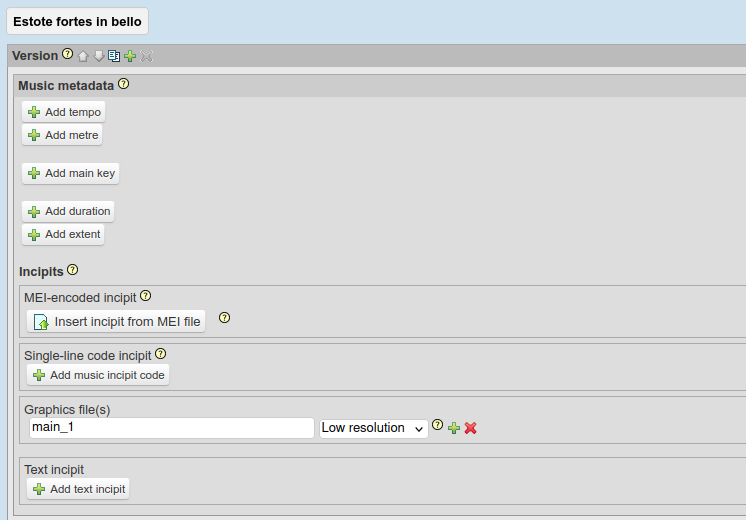 Estote fortes in bello
Version ?
Music metadata ?
Add tempo
Add metre
Add main key
Add duration
Add extent
Incipits ?
MEI-encoded incipit ?
Insert incipit from MEI file ?
Single-line code incipit ?
Add music incipit code
Graphics file(s)
main_1 Low resolution ?
Text incipit
Add text incipit